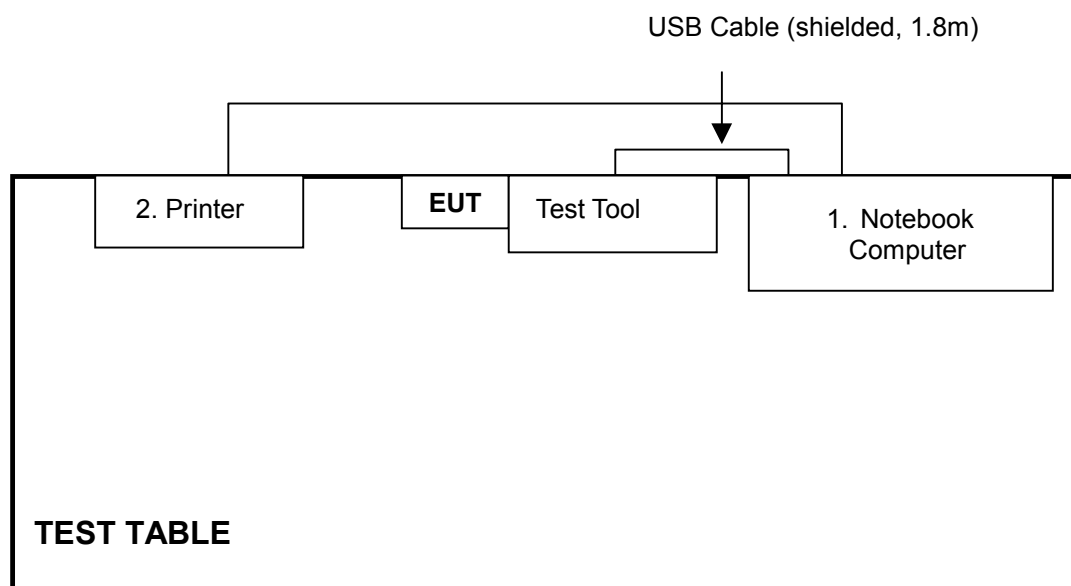 USB Cable (shielded, 1.8m)
2. Printer
EUT
Test Tool
1. Notebook
Computer
TEST TABLE